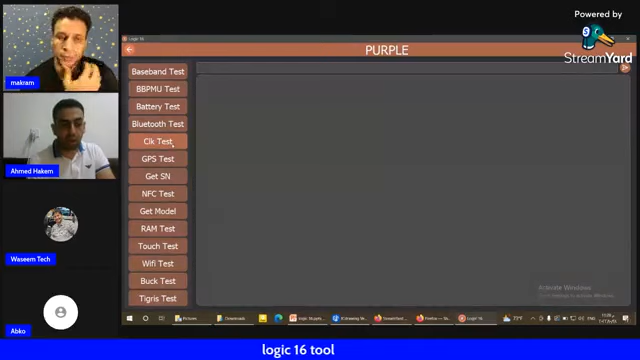 Logic 16
PURPLE
Powered by
StreamYard
makram
Ahmed Hakem
Waseem Tech
Abko
Baseband Test
BBPMU Test
Battery Test
Bluetooth Test
Clk Test
GPS Test
Get SN
NFC Test
Get Model
RAM Test
Touch Test
Wifi Test
Buck Test
Tigris Test
Activate Windows
Pictures
Downloads
Logic 16
73°F
logic 16 tool